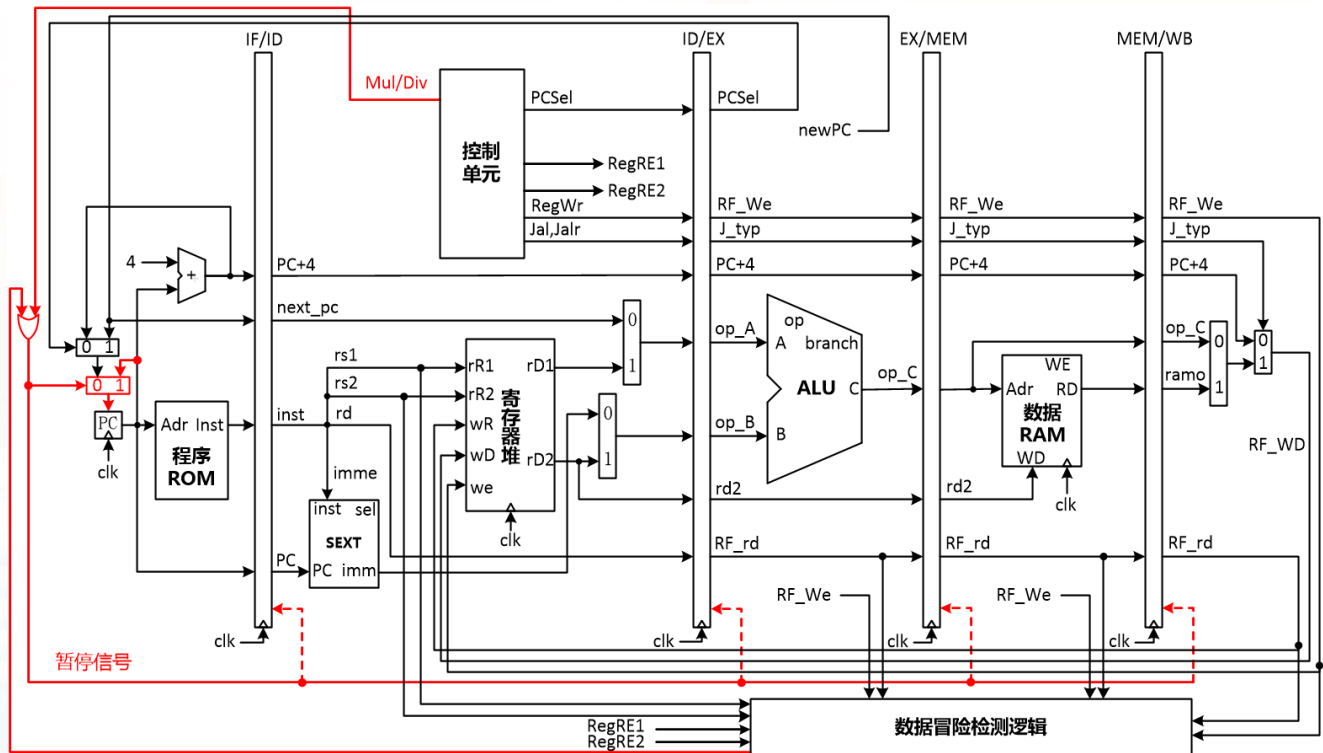 IF/ID
ID/EX
EX/MEM
MEM/WB
Mul/Div
控制
单元
PCSel
PCSel
newPC
RegRE1
RegRE2
RegWr
Jal,Jalr
RF_We
J_typ
RF_We
J_typ
RF_We
J_typ
4
+
PC+4
PC+4
PC+4
PC+4
next_pc
0 1
0 1
PC
clk
Adr Inst
程序
ROM
inst
rs1
rs2
rd
imme
rR1
rR2
wR
wD
we
寄存器堆
rD1
rD2
clk
0
1
0
1
op_A
op_B
op
A
branch
ALU
C
B
op_C
WE
Adr
RD
数据
RAM
WD
clk
op_C
ramo
0
1
0
1
RF_WD
inst sel
SEXT
PC imm
PC
rd2
rd2
RF_rd
RF_rd
RF_rd
RF_We
RF_We
clk
clk
clk
clk
暂停信号
RegRE1
RegRE2
数据冒险检测逻辑